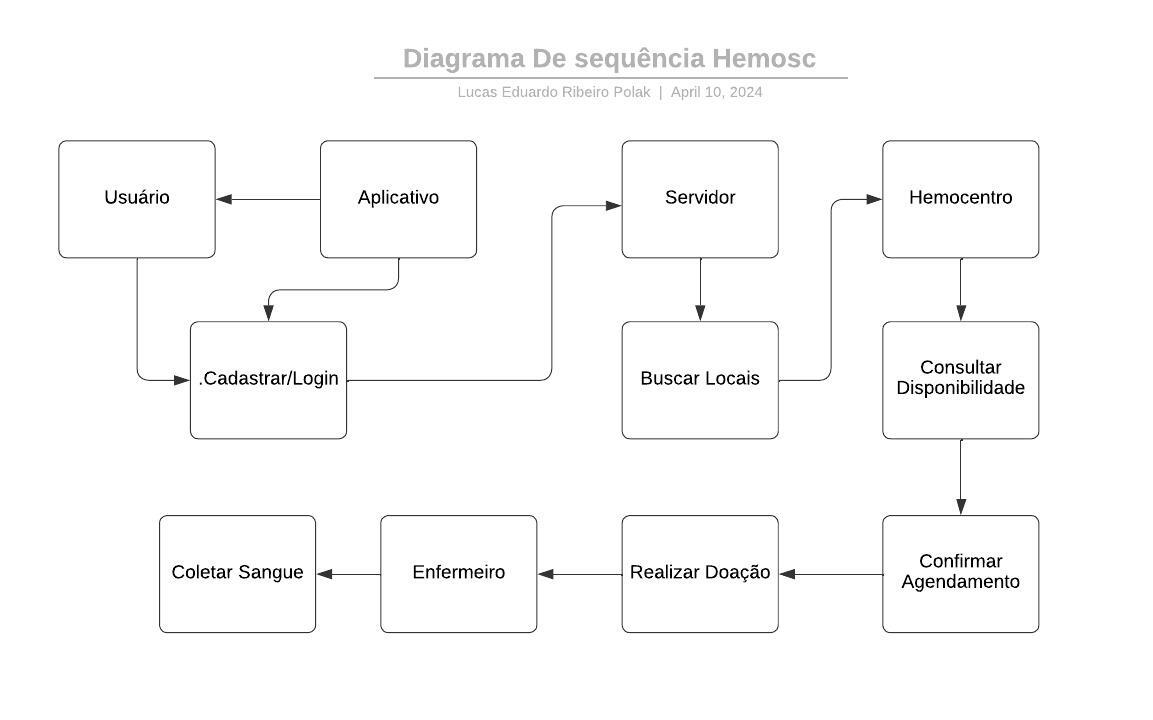 Diagrama De sequência Hemosc
Lucas Eduardo Ribeiro Polak | April 10, 2024
Usuário
Aplicativo
Servidor
Hemocentro
.Cadastrar/Login
Buscar Locais
Consultar
Disponibilidade
Coletar Sangue
Enfermeiro
Realizar Doação
Confirmar
Agendamento